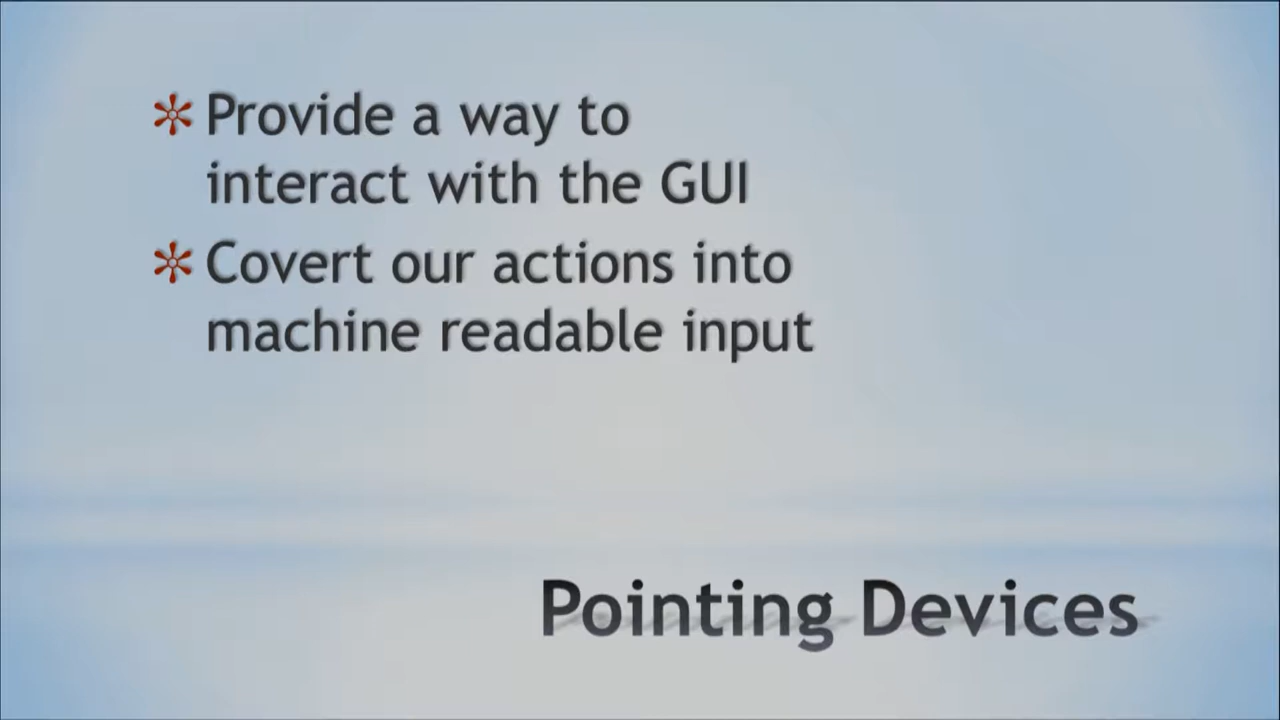 * Provide a way to
interact with the GUI
* Covert our actions into
machine readable input
Pointing Devices